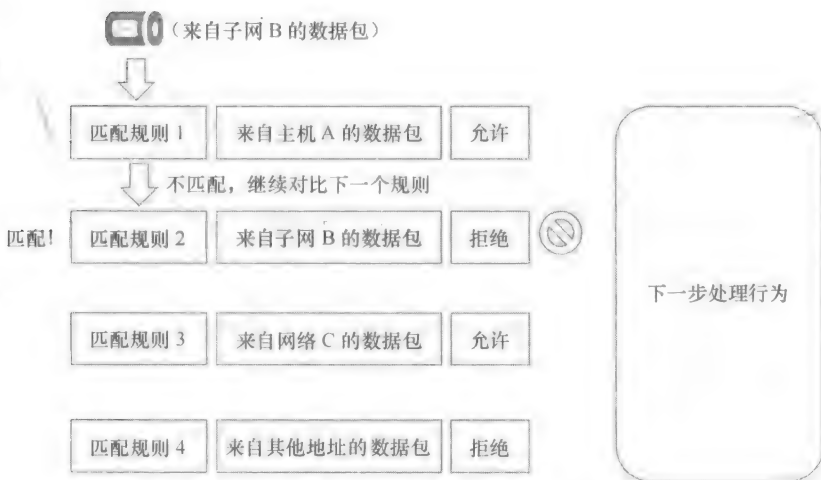 （来自子网 B 的数据包）
匹配规则 1 来自主机 A 的数据包 允许
不匹配，继续对比下一个规则
匹配！ 匹配规则 2 来自子网 B 的数据包 拒绝
下一步处理行为
匹配规则 3 来自网络 C 的数据包 允许
匹配规则 4 来自其他地址的数据包 拒绝